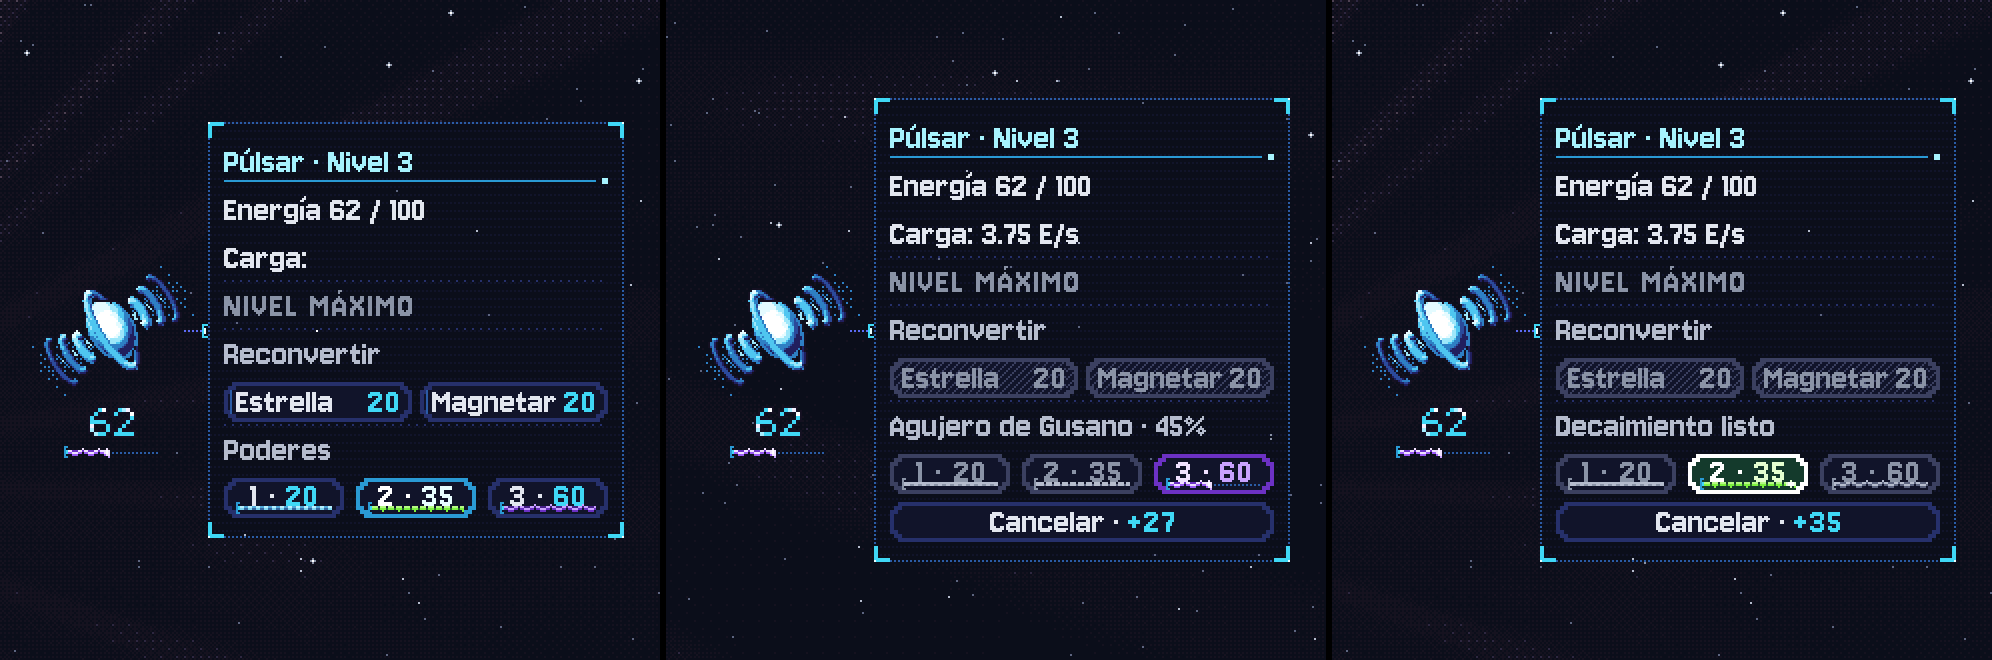 Púlsar · Nivel 3
Energía 62 / 100
Carga:
NIVEL MÁXIMO
Reconvertir
Estrella 20 Magnetar 20
62
Poderes
1 · 20 2 · 35 3 · 60
Púlsar · Nivel 3
Energía 62 / 100
Carga: 3.75 E/s
NIVEL MÁXIMO
Reconvertir
Estrella 20 Magnetar 20
62
Agujero de Gusano · 45%
1 · 20 2 · 35 3 · 60
Cancelar · +27
Púlsar · Nivel 3
Energía 62 / 100
Carga: 3.75 E/s
NIVEL MÁXIMO
Reconvertir
Estrella 20 Magnetar 20
62
Decaimiento listo
1 · 20 2 · 35 3 · 60
Cancelar · +35